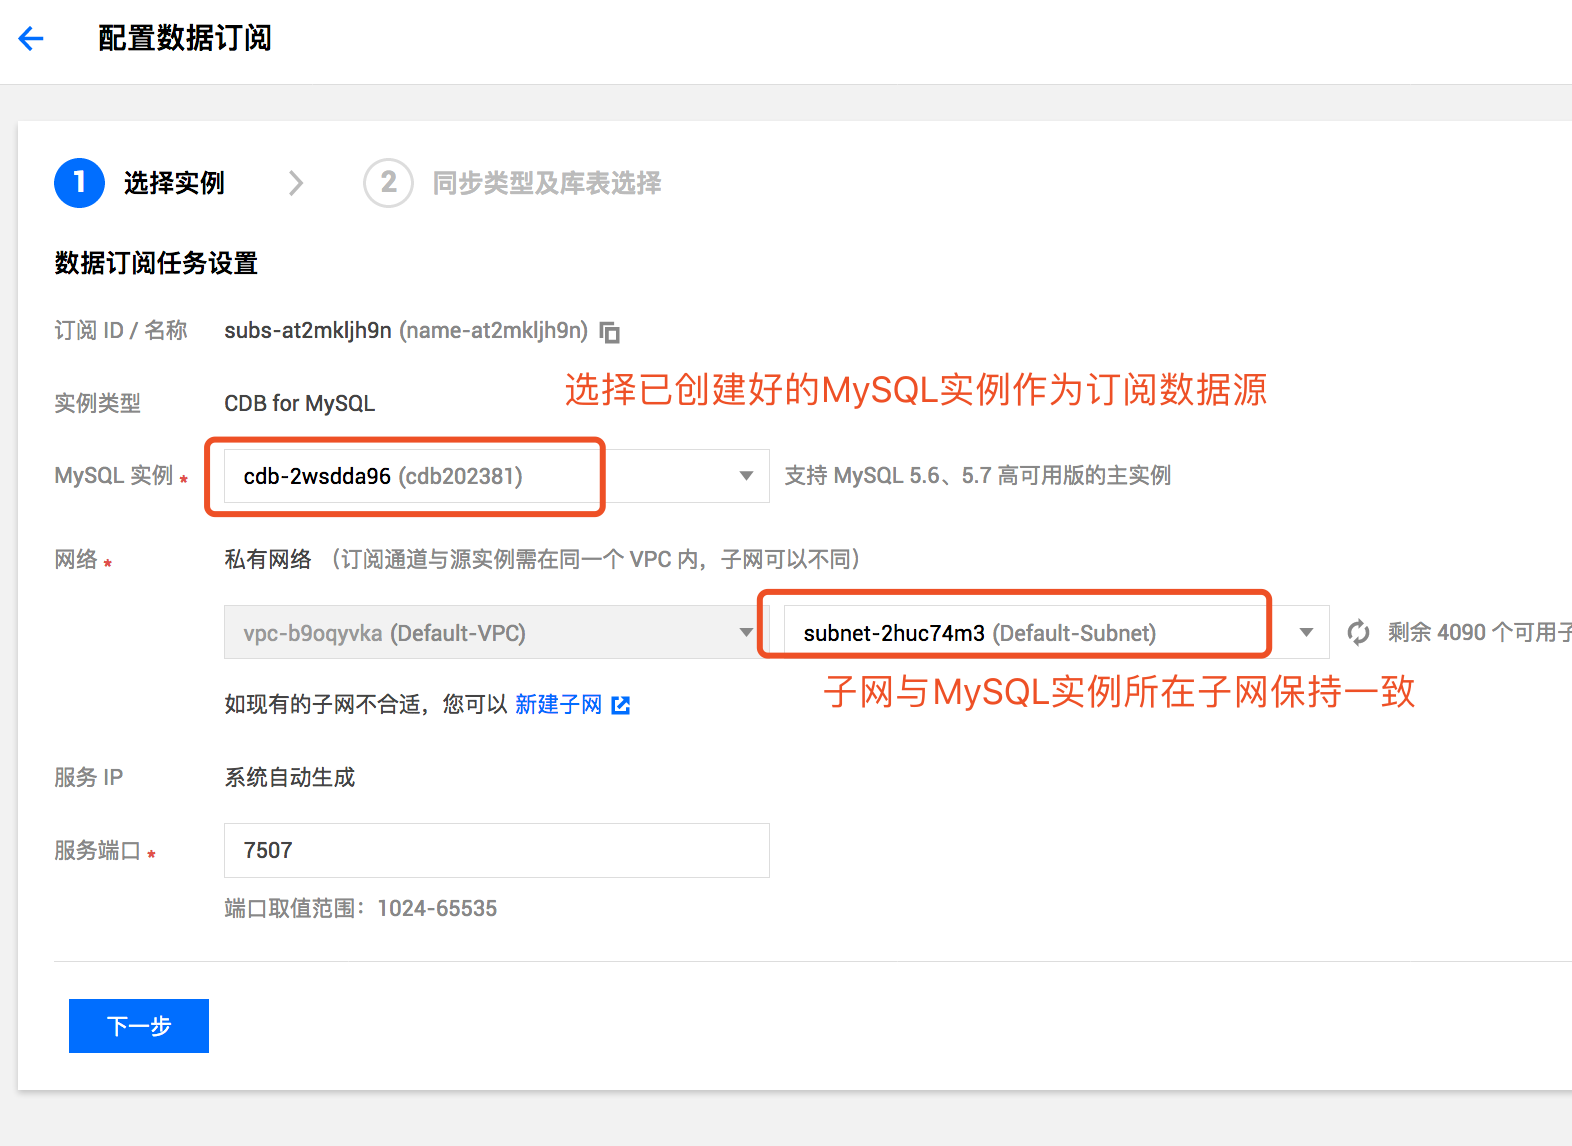 配置数据订阅
1 选择实例 2 同步类型及库表选择
数据订阅任务设置
订阅 ID / 名称 subs-at2mkljh9n (name-at2mkljh9n)
实例类型 CDB for MySQL
选择已创建好的MySQL实例作为订阅数据源
MySQL 实例 * cdb-2wsdda96 (cdb202381) 支持 MySQL 5.6、5.7 高可用版的主实例
网络 * 私有网络 （订阅通道与源实例需在同一个 VPC 内，子网可以不同）
vpc-b9oqyvka (Default-VPC) subnet-2huc74m3 (Default-Subnet) 剩余 4090 个可用子
子网与MySQL实例所在子网保持一致
如现有的子网不合适，您可以 新建子网
服务 IP 系统自动生成
服务端口 * 7507
端口取值范围：1024-65535
下一步